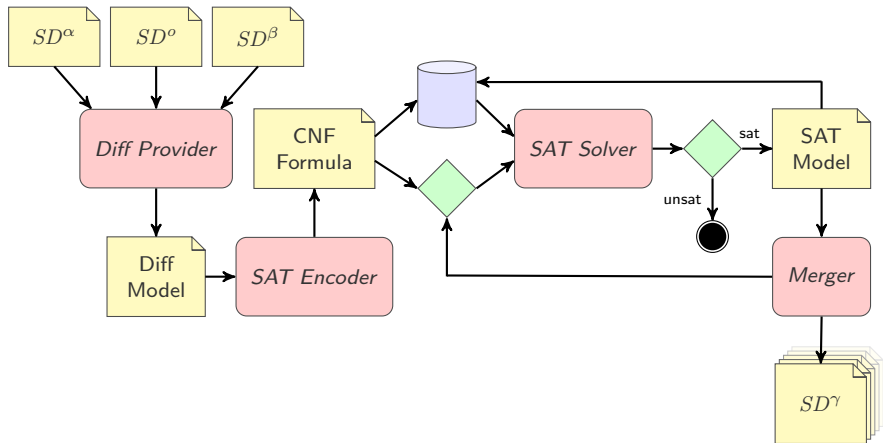 SD^α
SD^o
SD^β
Diff Provider
CNF
Formula
SAT Solver
sat
SAT
Model
unsat
Diff
Model
SAT Encoder
Merger
SD^γ